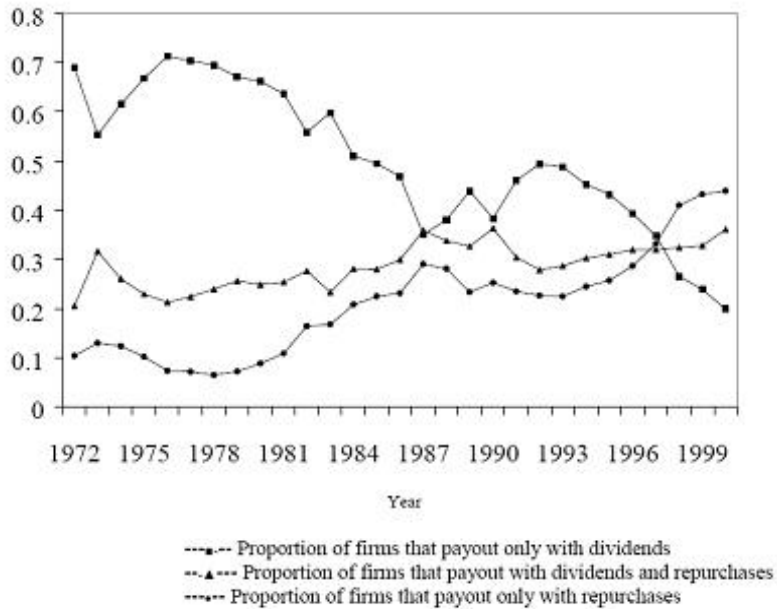 0.8
0.7
0.6
0.5
0.4
0.3
0.2
0.1
0
1972 1975 1978 1981 1984 1987 1990 1993 1996 1999
Year
Proportion of firms that payout only with dividends
Proportion of firms that payout with dividends and repurchases
Proportion of firms that payout only with repurchases